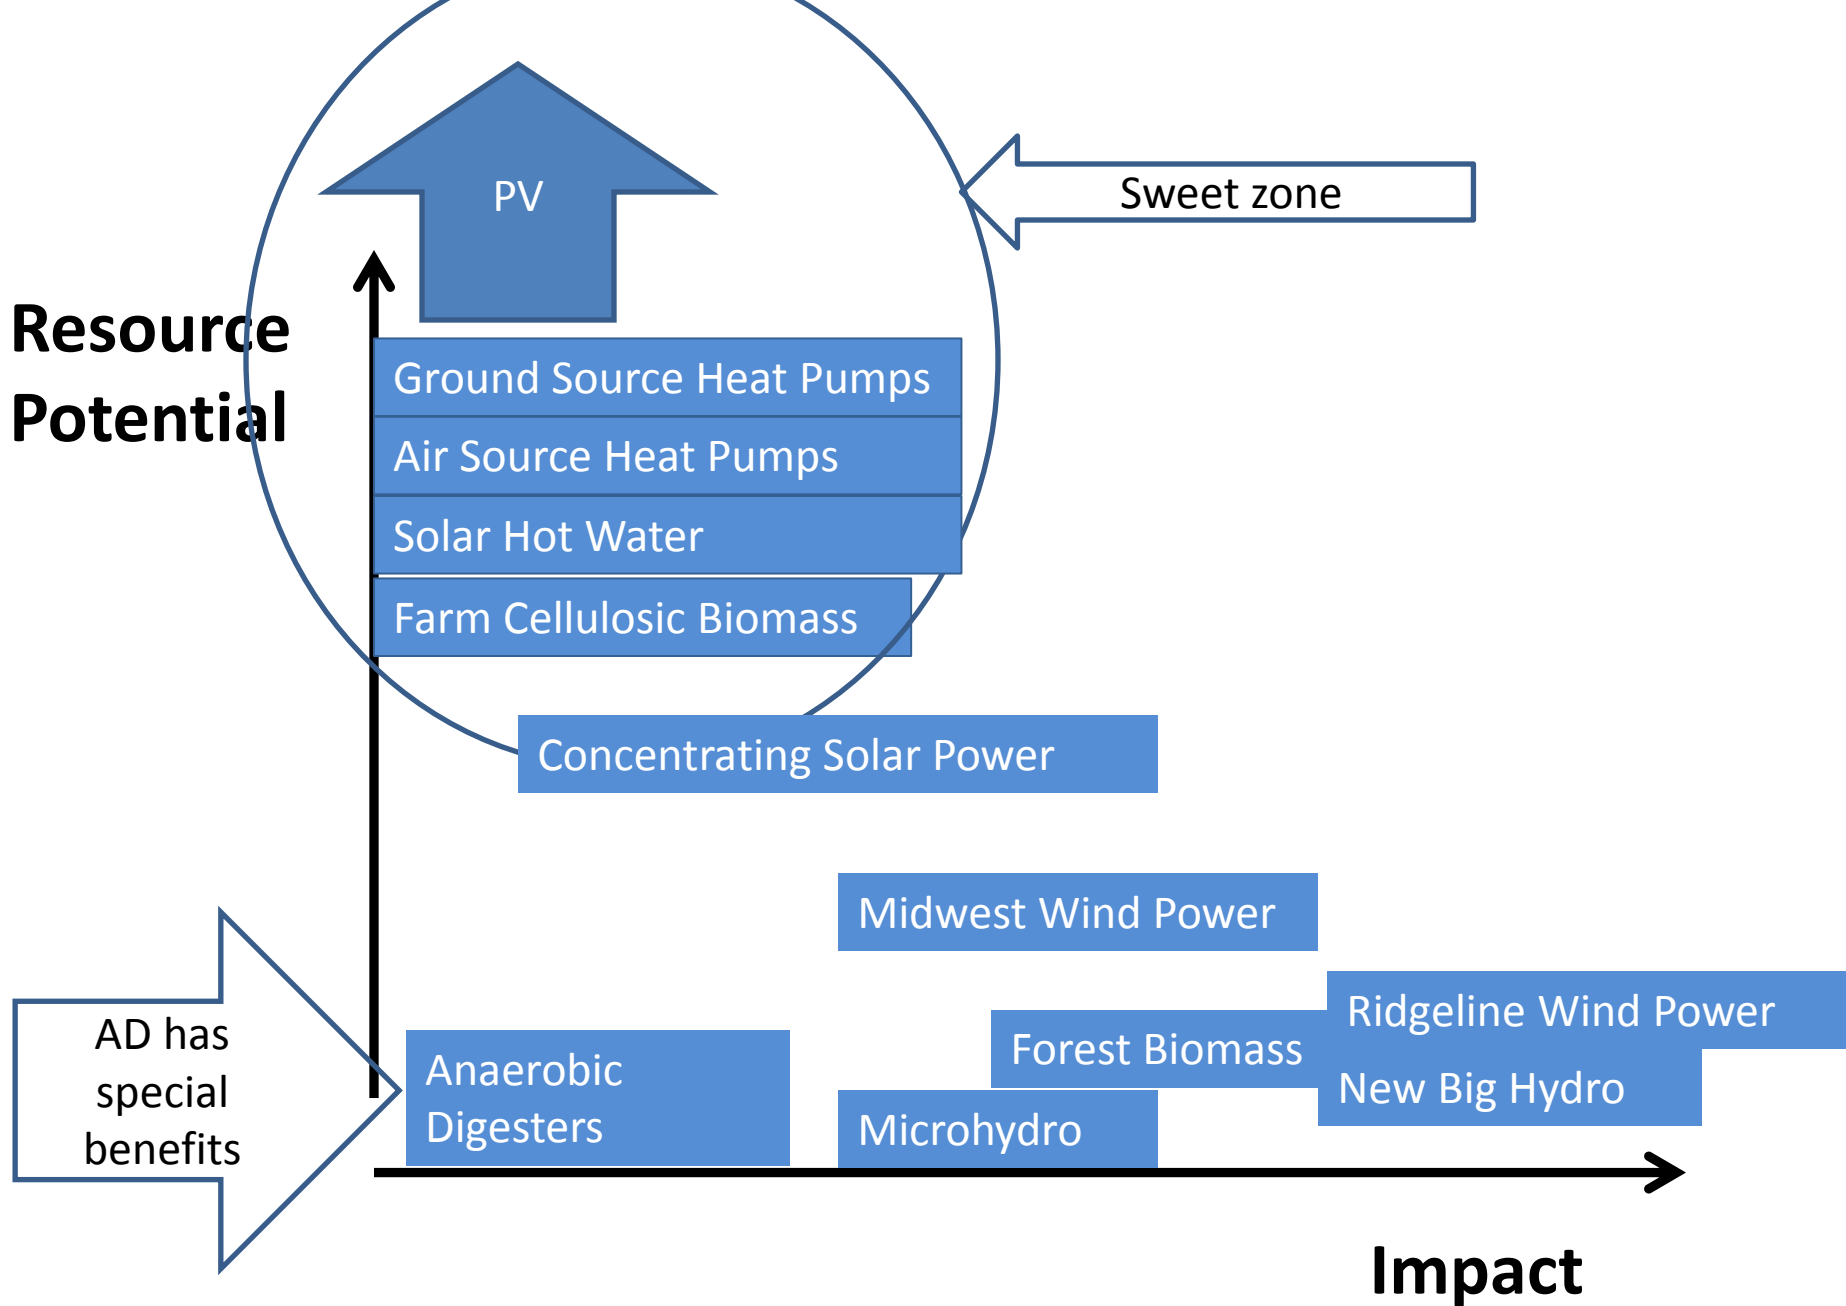 PV
Sweet zone
Resource
Potential
Ground Source Heat Pumps
Air Source Heat Pumps
Solar Hot Water
Farm Cellulosic Biomass
Concentrating Solar Power
Midwest Wind Power
Ridgeline Wind Power
Forest Biomass
New Big Hydro
AD has
special
benefits
Anaerobic
Digesters
Microhydro
Impact